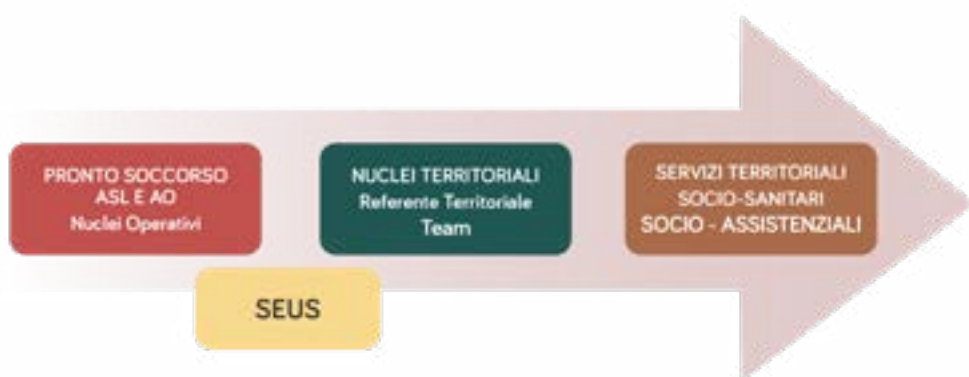 PRONTO SOCCORSO
ASL E AO
Nuclei Operativi
NUCLEI TERRITORIALI
Referente Territoriale
Team
SERVIZI TERRITORIALI
SOCIO-SANITARI
SOCIO - ASSISTENZIALI
SEUS